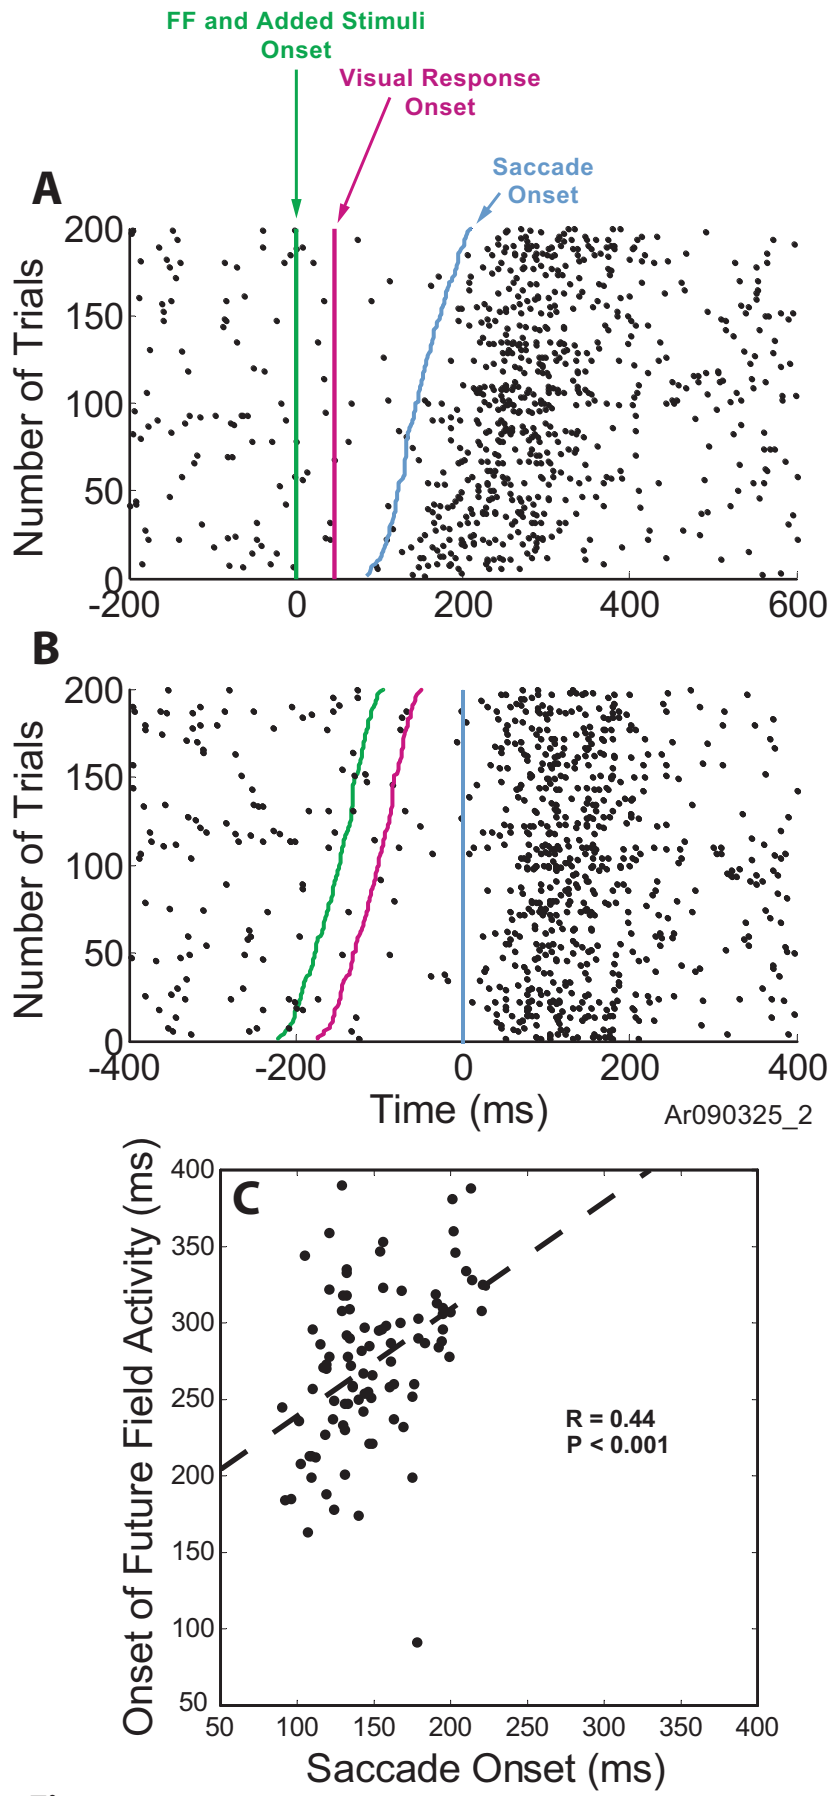 FF and Added Stimuli
Onset
Visual Response
Onset
Saccade
Onset
A
Number of Trials
200
150
100
50
0
-200 0 200 400 600
B
Number of Trials
200
150
100
50
0
-400 -200 0 200 400
Time (ms)
Ar090325_2
C
Onset of Future Field Activity (ms)
400
350
300
250
200
150
100
50
R = 0.44
P < 0.001
50 100 150 200 250 300 350 400
Saccade Onset (ms)